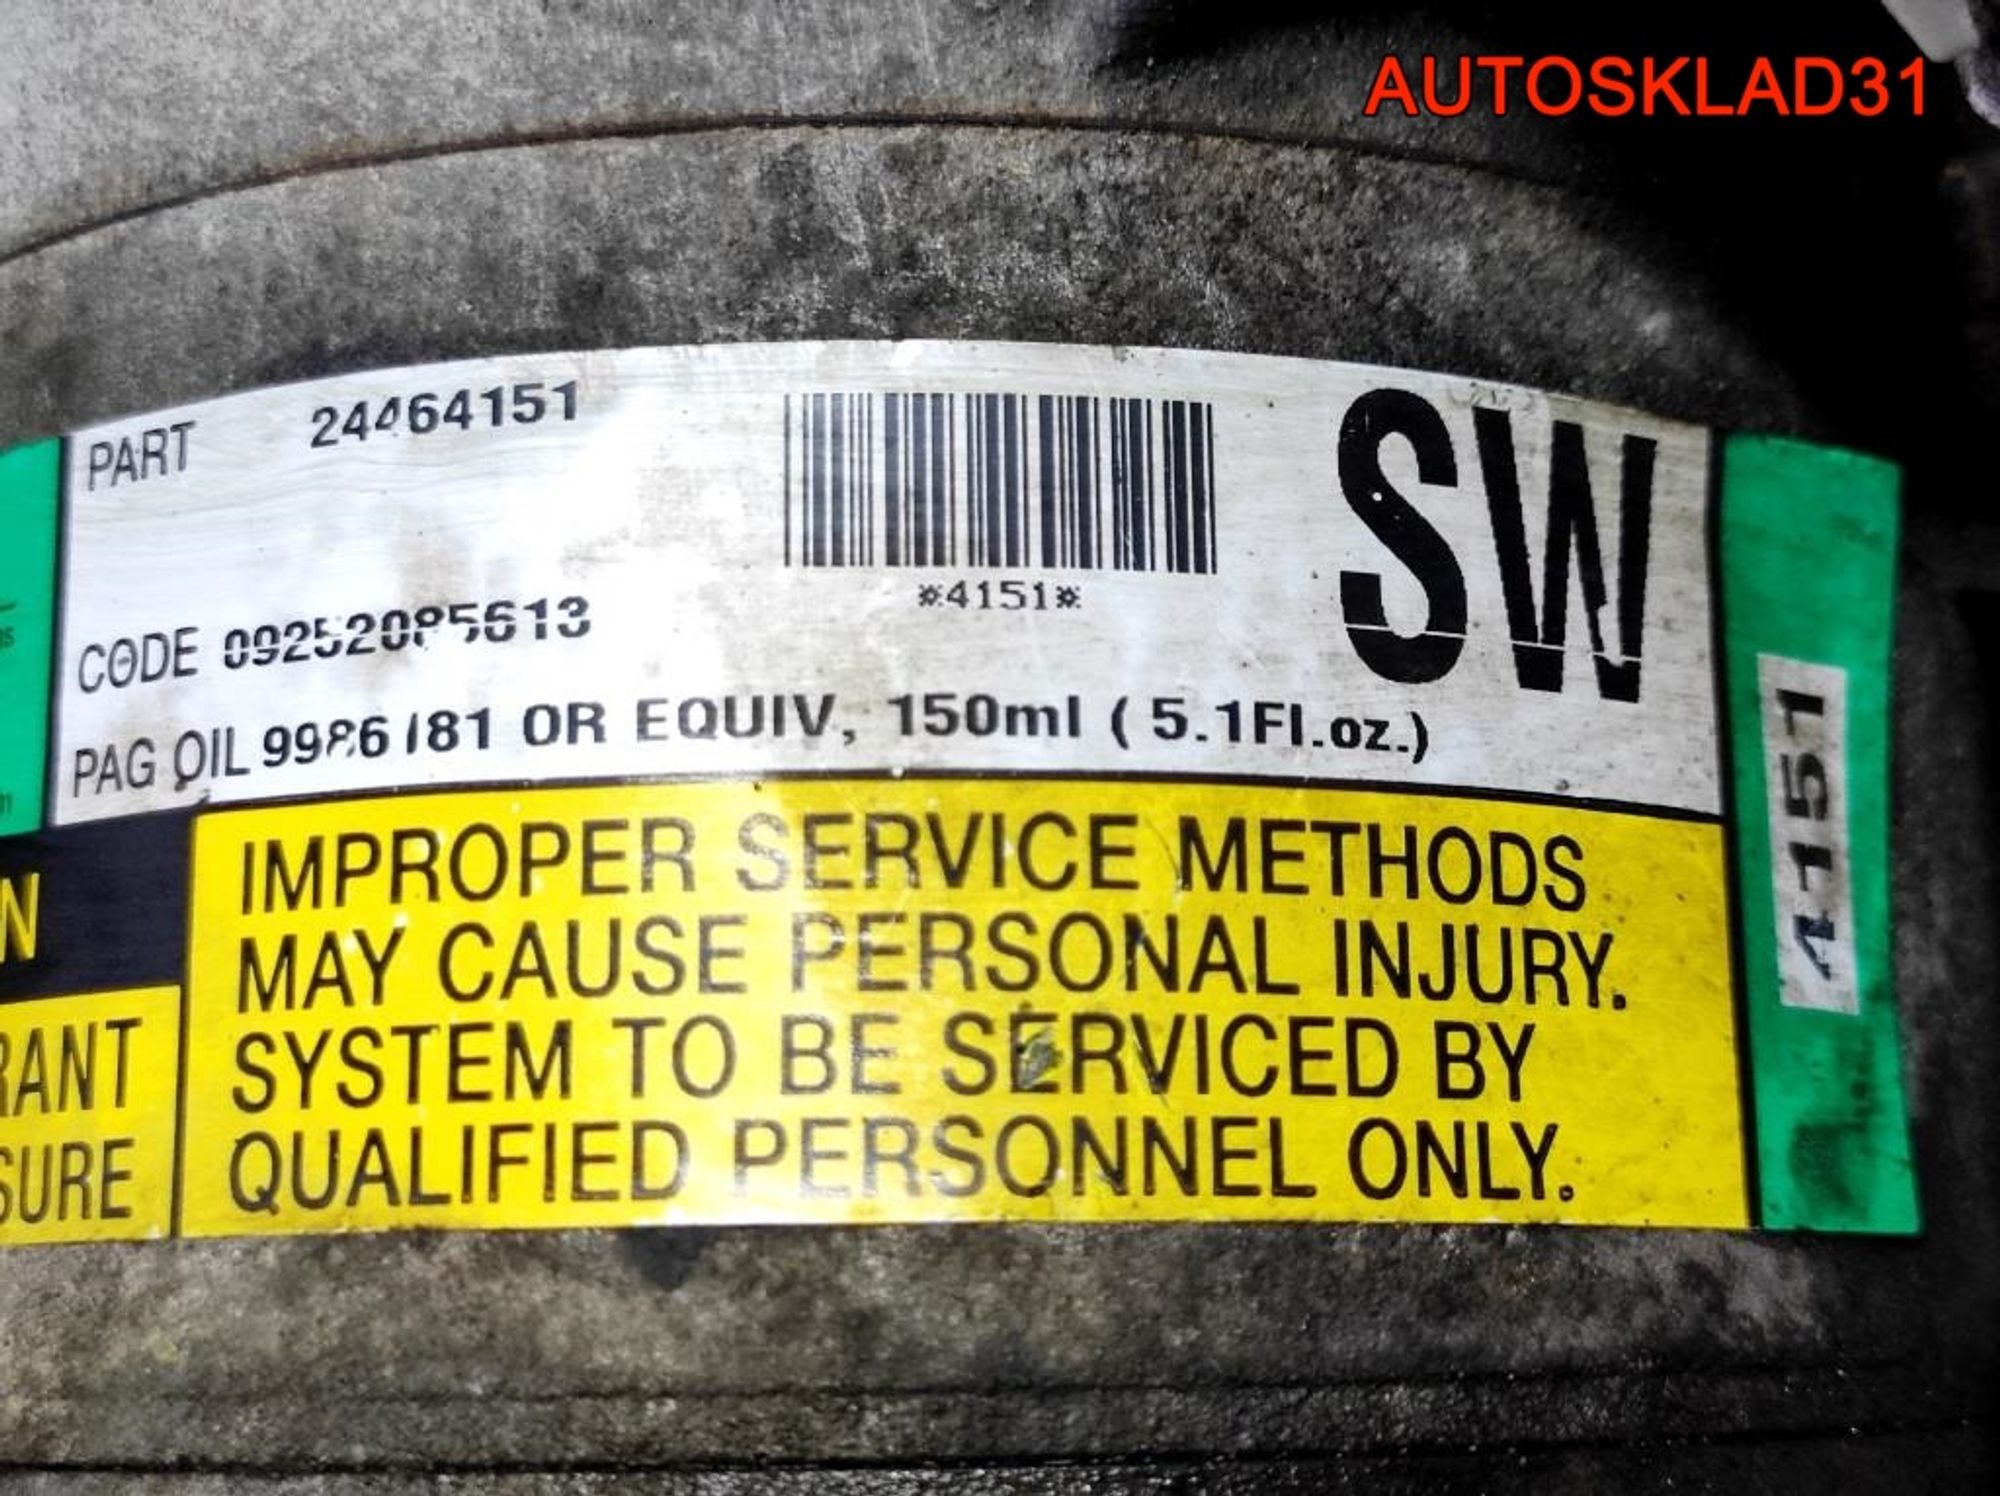 AUTOSKLAD31
PART 24464151
SW
*4151*
CODE 09252085613
PAG OIL 9986781 OR EQUIV, 150ml (5.1Fl.oz.)
4151
IMPROPER SERVICE METHODS
MAY CAUSE PERSONAL INJURY.
SYSTEM TO BE SERVICED BY
QUALIFIED PERSONNEL ONLY.
N
RANT
SURE